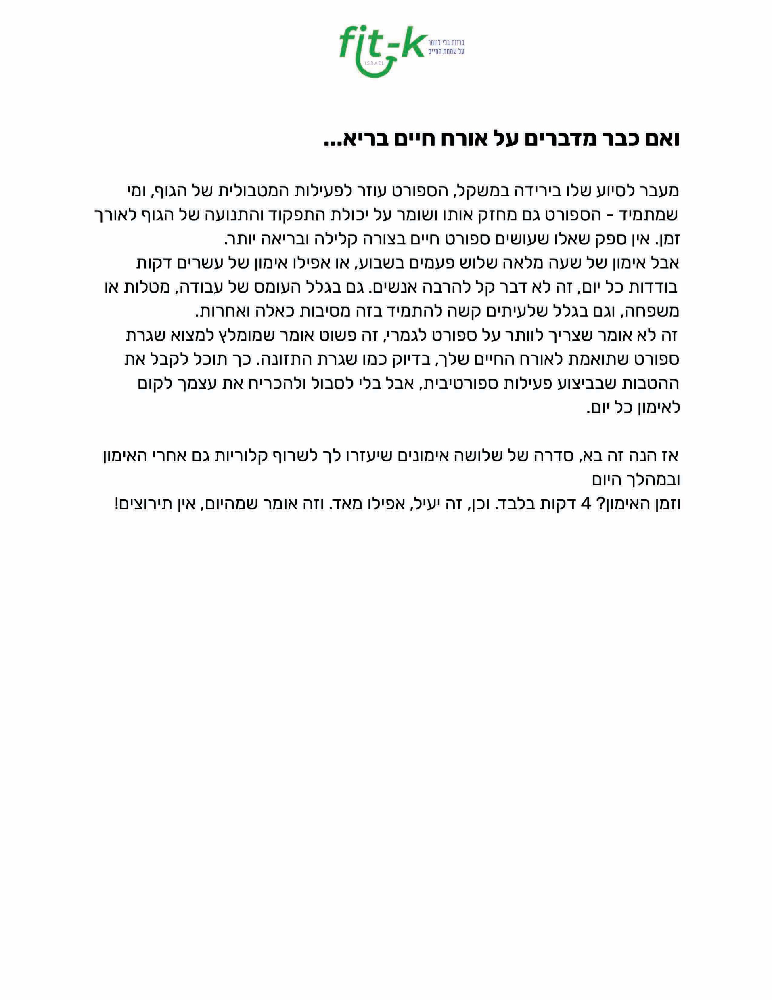 fit-k
ISRAEL
לרזות בלי לוותר
על שמחת החיים
ואם כבר מדברים על אורח חיים בריא...
מעבר לסיוע שלו בירידה במשקל, הספורט עוזר לפעילות המטבולית של הגוף, ומי
שמתמיד – הספורט גם מחזק אותו ושומר על יכולת התפקוד והתנועה של הגוף לאורך
זמן. אין ספק שאלו שעושים ספורט חיים בצורה קלילה ובריאה יותר.
אבל אימון של שעה מלאה שלוש פעמים בשבוע, או אפילו אימון של עשרים דקות
בודדות כל יום, זה לא דבר קל להרבה אנשים. גם בגלל העומס של עבודה, מטלות או
משפחה, וגם בגלל שלעיתים קשה להתמיד בזה מסיבות כאלה ואחרות.
זה לא אומר שצריך לוותר על ספורט לגמרי, זה פשוט אומר שמומלץ למצוא שגרת
ספורט שתואמת לאורח החיים שלך, בדיוק כמו שגרת התזונה. כך תוכל לקבל את
ההטבות שבביצוע פעילות ספורטיבית, אבל בלי לסבול ולהכריח את עצמך לקום
לאימון כל יום.
אז הנה זה בא, סדרה של שלושה אימונים שיעזרו לך לשרוף קלוריות גם אחרי האימון
ובמהלך היום
וזמן האימון? 4 דקות בלבד. וכן, זה יעיל, אפילו מאד. וזה אומר שמהיום, אין תירוצים!